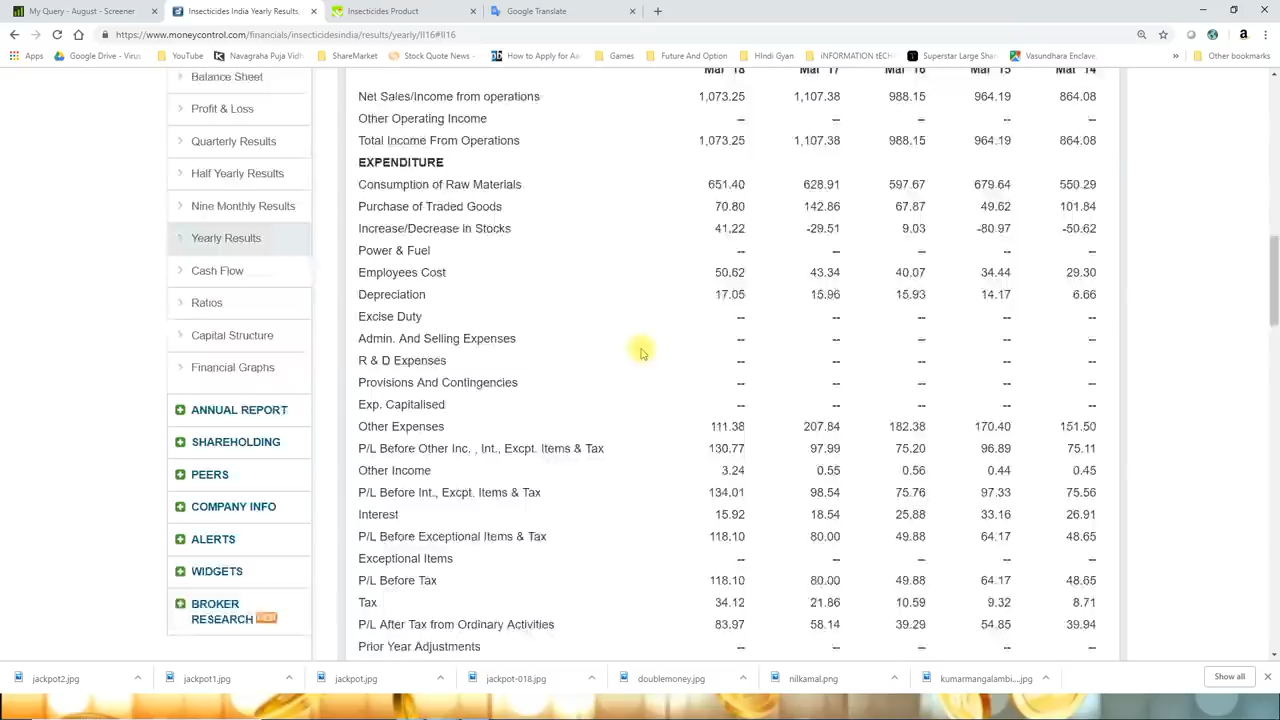 My Query - August - Screener
Insecticides India Yearly Results,
Insecticides Product
Google Translate
https://www.moneycontrol.com/financials/insecticidesindia/results/yearly/II16#II16
Apps Google Drive - Virus YouTube Navagraha Puja Vidhi ShareMarket Stock Quote News - How to Apply for Aa Games Future And Option HIndi Gyan iNFORMATION tECH Superstar Large Shan Vasundhara Enclave, » Other bookmarks
Balance Sheet
Profit & Loss
Quarterly Results
Half Yearly Results
Nine Monthly Results
Yearly Results
Cash Flow
Ratios
Capital Structure
Financial Graphs
ANNUAL REPORT
SHAREHOLDING
PEERS
COMPANY INFO
ALERTS
WIDGETS
BROKER
RESEARCH
Mar '18 Mar '17 Mar '16 Mar '15 Mar '14
Net Sales/Income from operations 1,073.25 1,107.38 988.15 964.19 864.08
Other Operating Income -- -- -- -- --
Total Income From Operations 1,073.25 1,107.38 988.15 964.19 864.08
EXPENDITURE
Consumption of Raw Materials 651.40 628.91 597.67 679.64 550.29
Purchase of Traded Goods 70.80 142.86 67.87 49.62 101.84
Increase/Decrease in Stocks 41.22 -29.51 9.03 -80.97 -50.62
Power & Fuel -- -- -- -- --
Employees Cost 50.62 43.34 40.07 34.44 29.30
Depreciation 17.05 15.96 15.93 14.17 6.66
Excise Duty -- -- -- -- --
Admin. And Selling Expenses -- -- -- -- --
R & D Expenses -- -- -- -- --
Provisions And Contingencies -- -- -- -- --
Exp. Capitalised -- -- -- -- --
Other Expenses 111.38 207.84 182.38 170.40 151.50
P/L Before Other Inc. , Int., Excpt. Items & Tax 130.77 97.99 75.20 96.89 75.11
Other Income 3.24 0.55 0.56 0.44 0.45
P/L Before Int., Excpt. Items & Tax 134.01 98.54 75.76 97.33 75.56
Interest 15.92 18.54 25.88 33.16 26.91
P/L Before Exceptional Items & Tax 118.10 80.00 49.88 64.17 48.65
Exceptional Items -- -- -- -- --
P/L Before Tax 118.10 80.00 49.88 64.17 48.65
Tax 34.12 21.86 10.59 9.32 8.71
P/L After Tax from Ordinary Activities 83.97 58.14 39.29 54.85 39.94
Prior Year Adjustments -- -- -- -- --
jackpot2.jpg jackpot1.jpg jackpot.jpg jackpot-018.jpg doublemoney.jpg nilkamal.png kumarmangalambi....jpg Show all